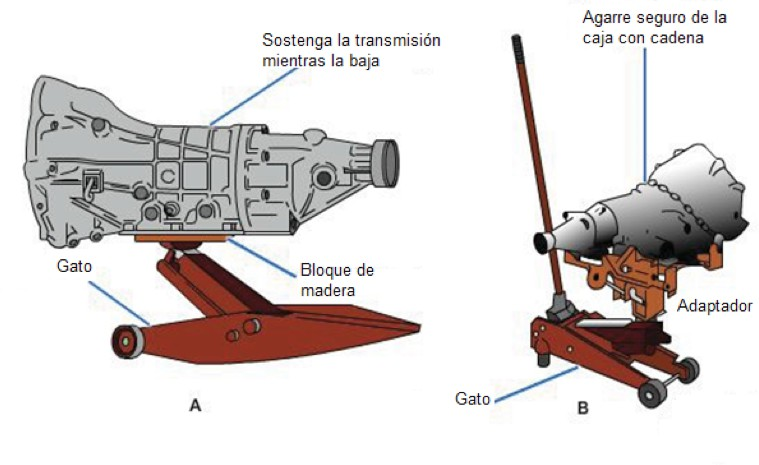 Sostenga la transmisión
mientras la baja
Gato
Bloque de
madera
A
Agarre seguro de la
caja con cadena
Adaptador
Gato
B